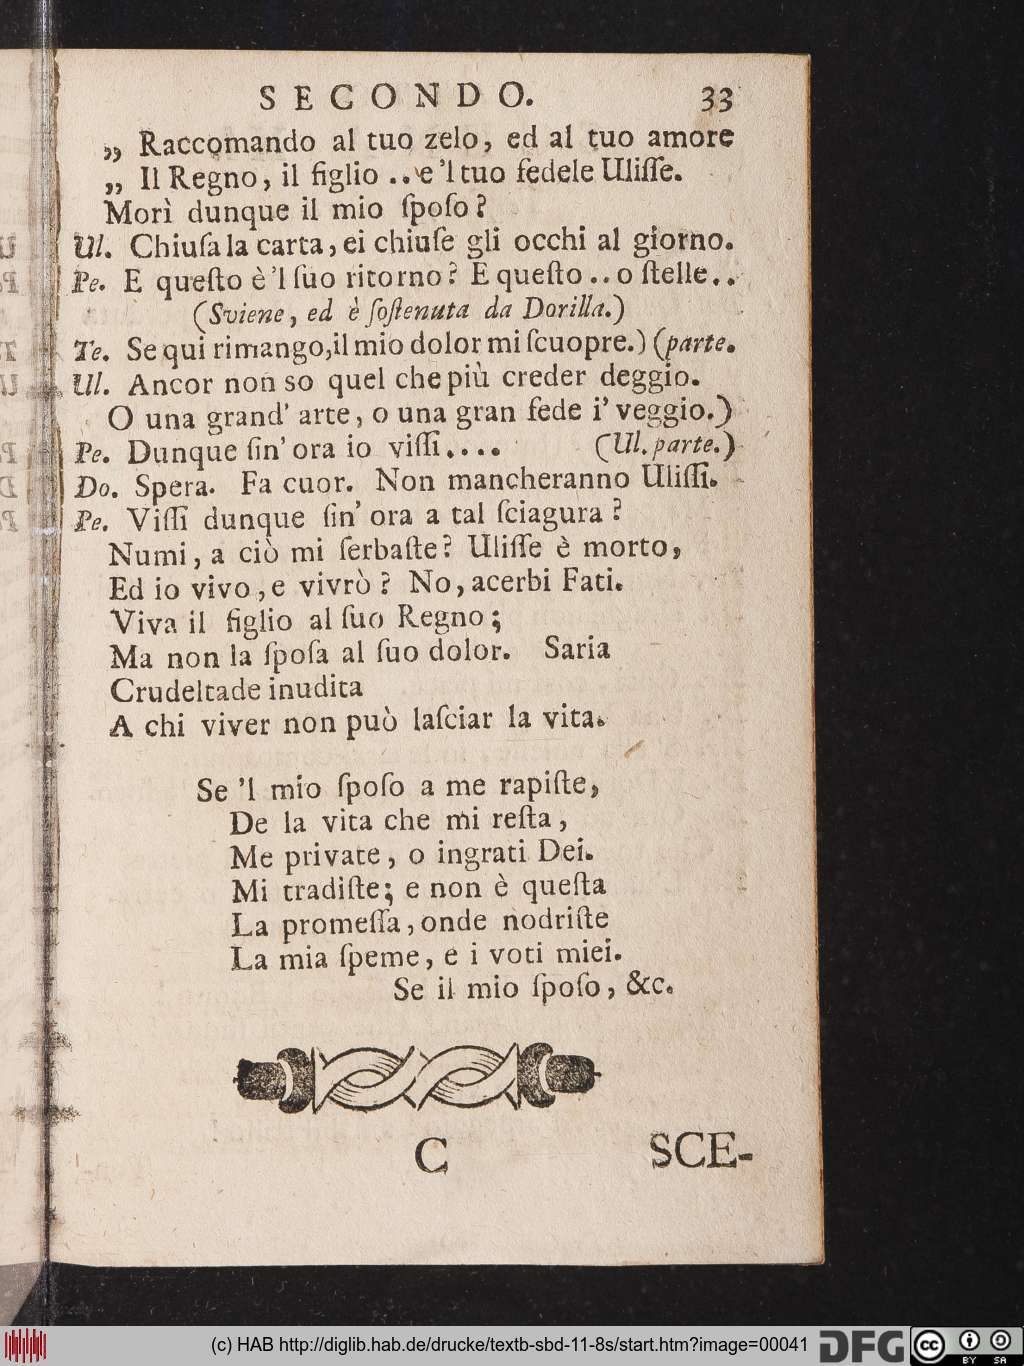 SECONDO. 33
„ Raccomando al tuo zelo, ed al tuo amore
„ Il Regno, il figlio .. e 'l tuo fedele Uliſſe.
Morì dunque il mio ſpoſo?
Ul. Chiuſa la carta, ei chiuſe gli occhi al giorno.
Pe. E queſto è 'l ſuo ritorno? E queſto .. o ſtelle..
(Sviene, ed è ſoſtenuta da Dorilla.)
Te. Se qui rimango, il mio dolor mi ſcuopre.) (parte.
Ul. Ancor non so quel che più creder deggio.
O una grand' arte, o una gran fede i' veggio.)
Pe. Dunque ſin' ora io viſſi.... (Ul. parte.)
Do. Spera. Fa cuor. Non mancheranno Uliſſi.
Pe. Viſſi dunque ſin' ora a tal ſciagura?
Numi, a ciò mi ſerbaſte? Uliſſe è morto,
Ed io vivo, e vivrò? No, acerbi Fati.
Viva il figlio al ſuo Regno;
Ma non la ſpoſa al ſuo dolor. Saria
Crudeltade inudita
A chi viver non può laſciar la vita.
Se 'l mio ſpoſo a me rapiſte,
De la vita che mi reſta,
Me private, o ingrati Dei.
Mi tradiſte; e non è queſta
La promeſſa, onde nodriſte
La mia ſpeme, e i voti miei.
Se il mio ſpoſo, &c.
C SCE-
(c) HAB http://diglib.hab.de/drucke/textb-sbd-11-8s/start.htm?image=00041 DFG cc BY SA